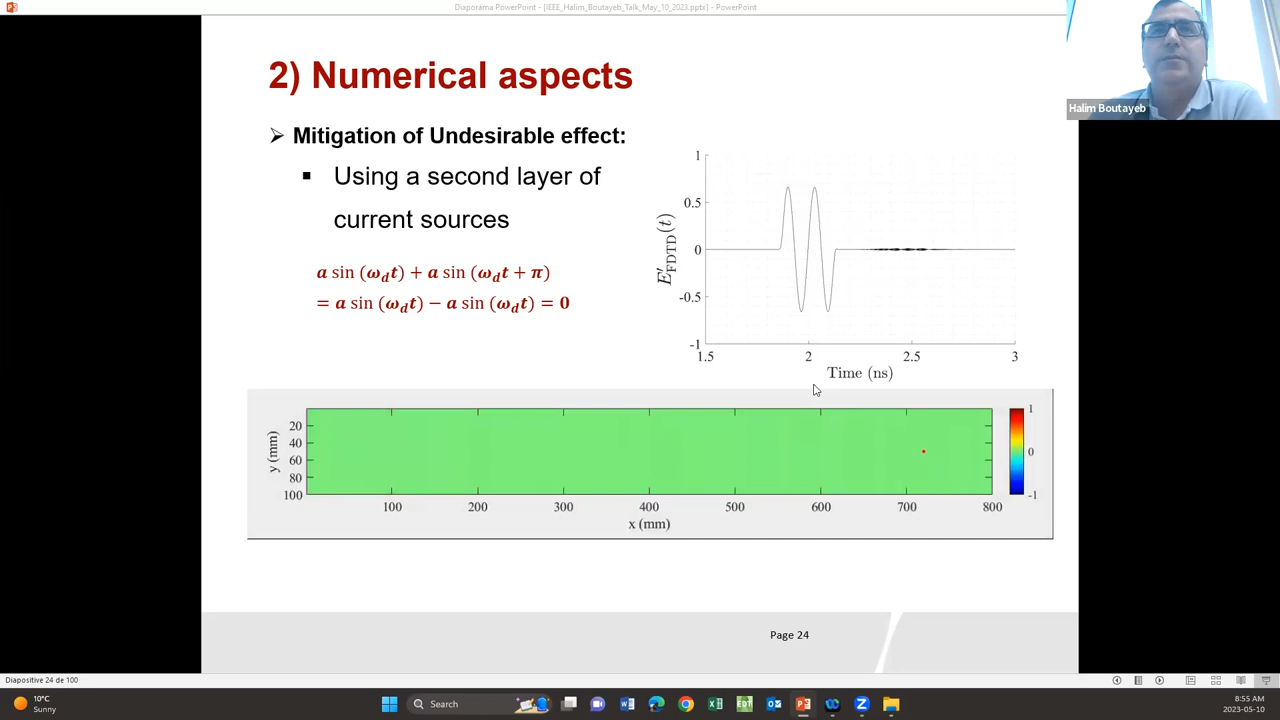 Diaporama PowerPoint - [IEEE_Halim_Boutayeb_Talk_May_10_2023.pptx] - PowerPoint
Halim Boutayeb
2) Numerical aspects
➢ Mitigation of Undesirable effect:
▪ Using a second layer of
current sources
a sin (ω_d t) + a sin (ω_d t + π)
= a sin (ω_d t) − a sin (ω_d t) = 0
E'_FDTD(t)
1
0.5
0
-0.5
-1
1.5 2 2.5 3
Time (ns)
y (mm)
20
40
60
80
100
100 200 300 400 500 600 700 800
x (mm)
1
0
-1
Page 24
Diapositive 24 de 100
10°C
Sunny
Search
EDT
8:55 AM
2023-05-10